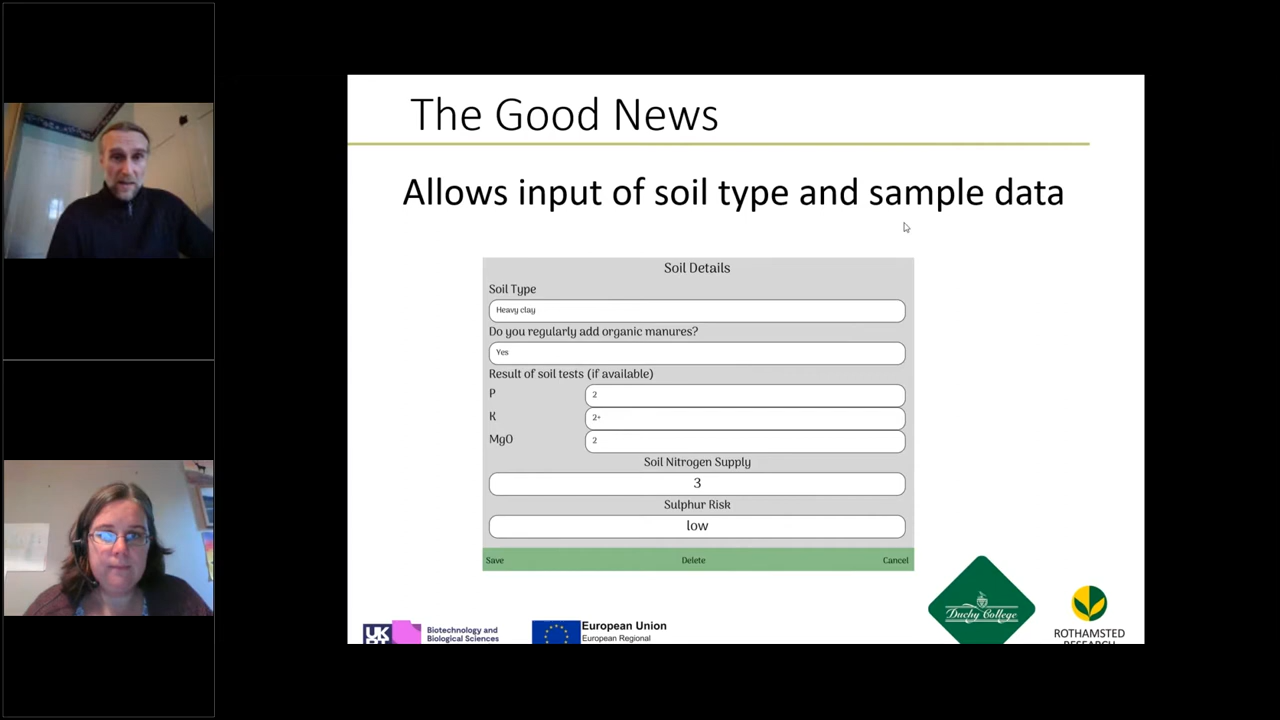 The Good News
Allows input of soil type and sample data
Soil Details
Soil Type
Heavy clay
Do you regularly add organic manures?
Yes
Result of soil tests (if available)
P
2
K
2+
MgO
2
Soil Nitrogen Supply
3
Sulphur Risk
low
Save Delete Cancel
UK
Biotechnology and
Biological Sciences
European Union
European Regional
Duchy College
ROTHAMSTED
RESEARCH